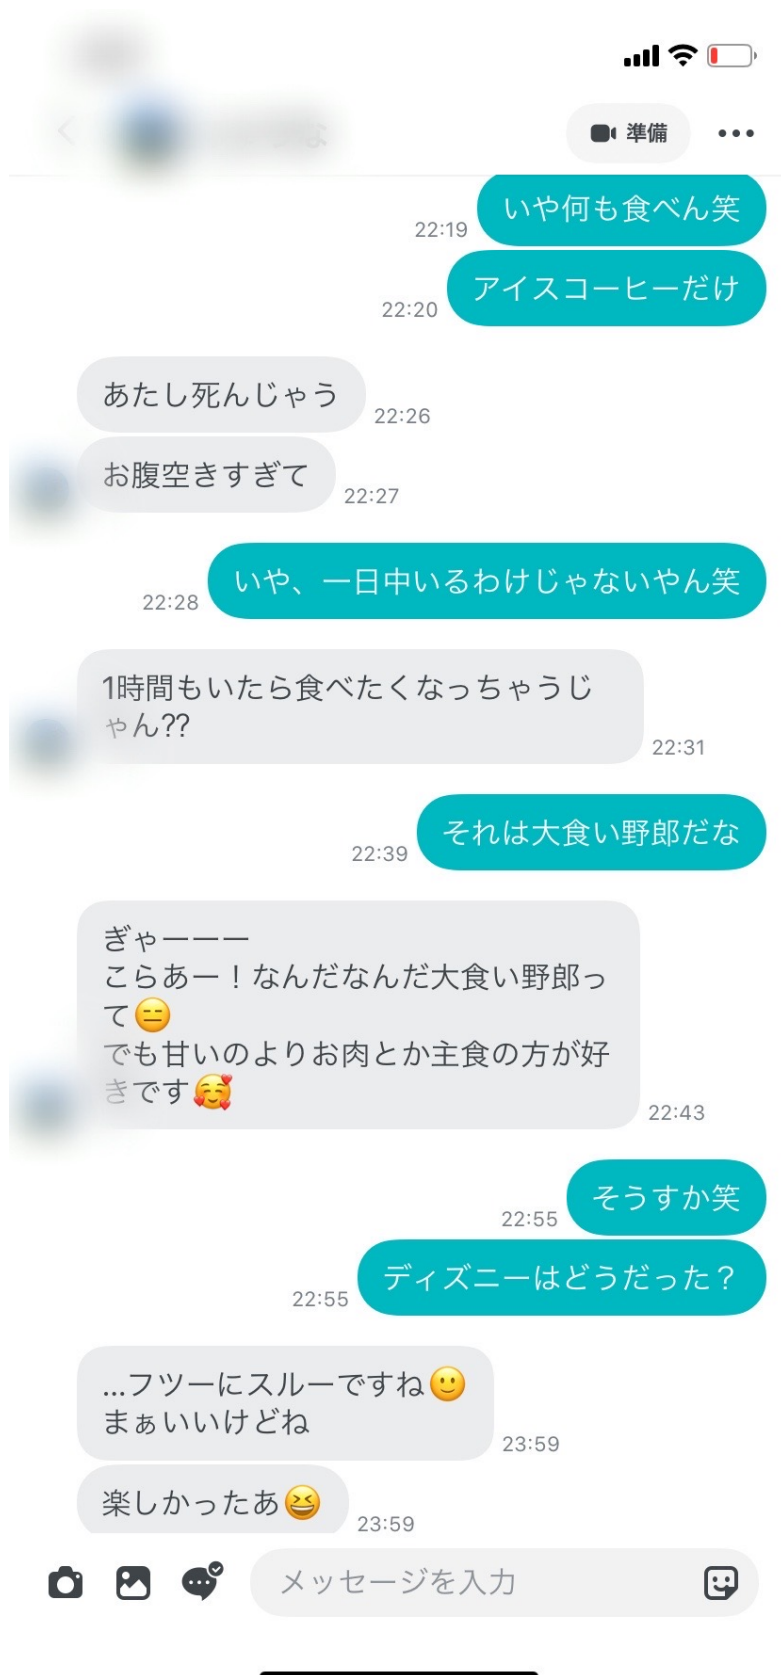 準備
いや何も食べん笑
22:19
アイスコーヒーだけ
22:20
あたし死んじゃう
22:26
お腹空きすぎて
22:27
いや、一日中いるわけじゃないやん笑
22:28
1時間もいたら食べたくなっちゃうじ
ゃん??
22:31
それは大食い野郎だな
22:39
ぎゃーーー
こらあー！なんだなんだ大食い野郎っ
て😑
でも甘いのよりお肉とか主食の方が好
きです🥰
22:43
そうすか笑
22:55
ディズニーはどうだった？
22:55
...フツーにスルーですね🙂
まぁいいけどね
23:59
楽しかったあ😆
23:59
メッセージを入力